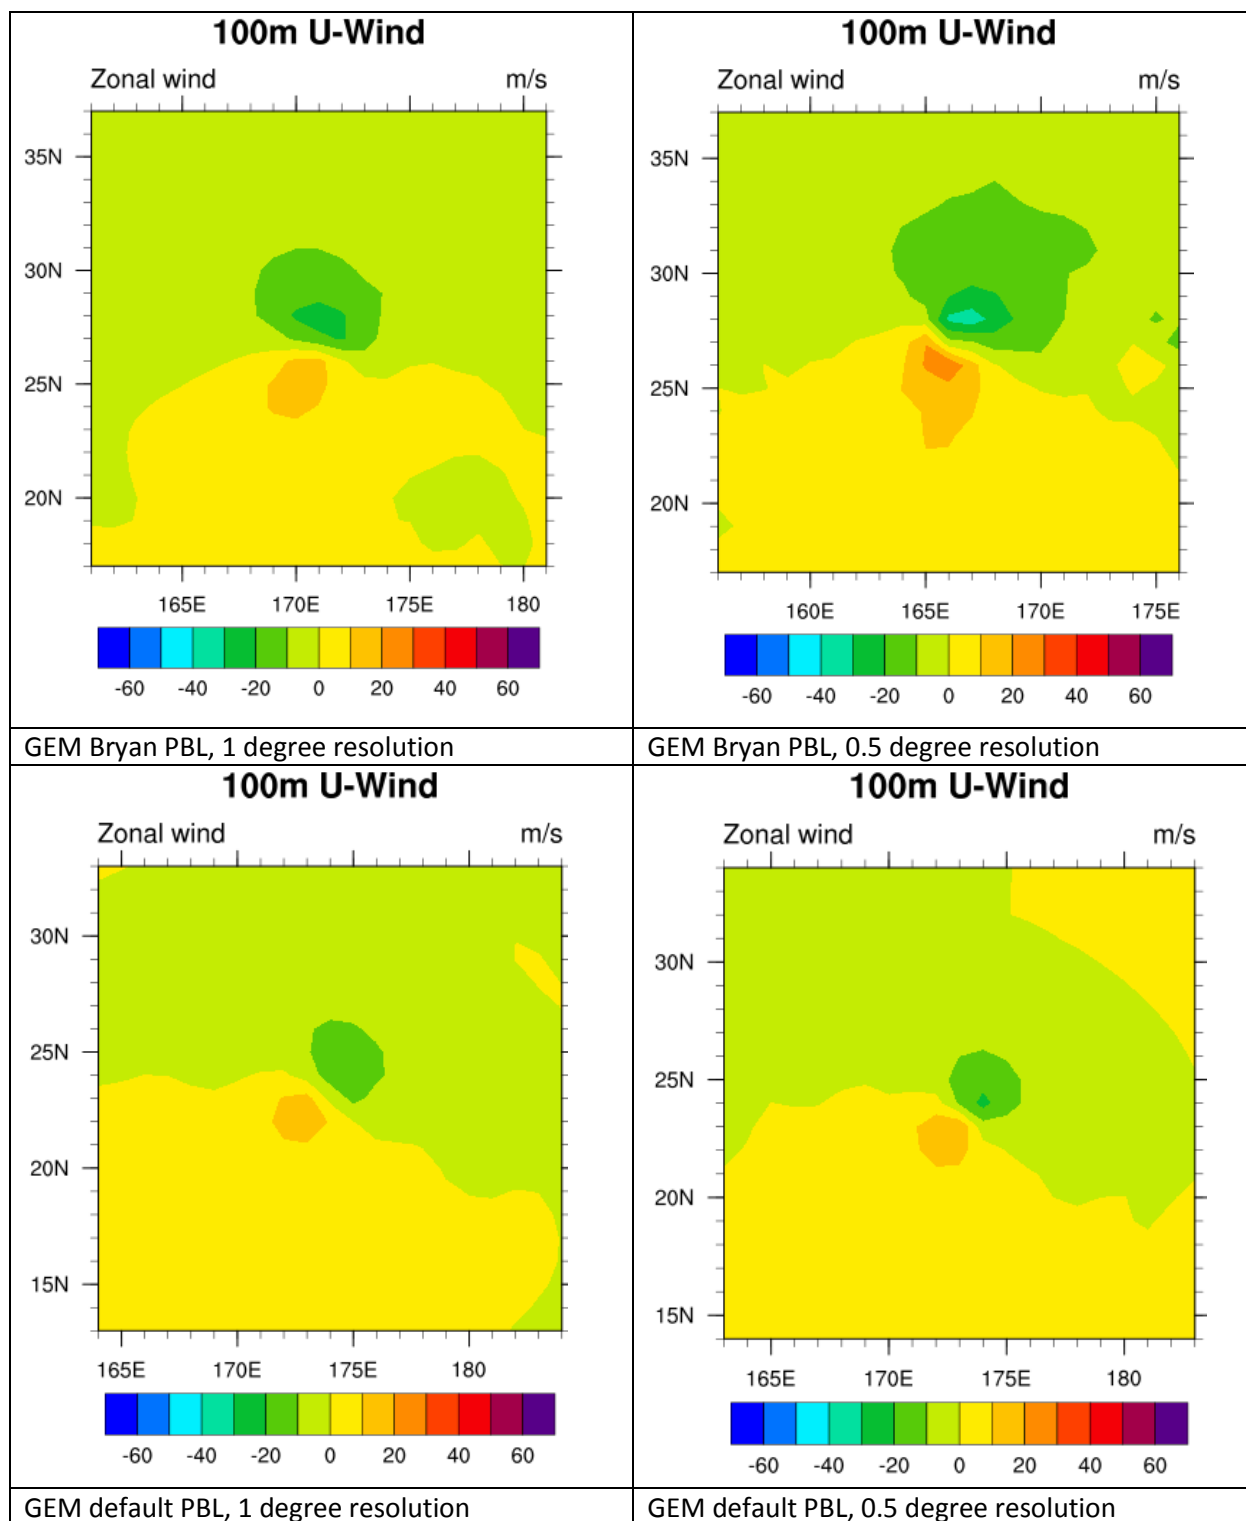 100m U-Wind
Zonal wind m/s
35N
30N
25N
20N
165E 170E 175E 180
-60 -40 -20 0 20 40 60
GEM Bryan PBL, 1 degree resolution
100m U-Wind
Zonal wind m/s
35N
30N
25N
20N
160E 165E 170E 175E
-60 -40 -20 0 20 40 60
GEM Bryan PBL, 0.5 degree resolution
100m U-Wind
Zonal wind m/s
30N
25N
20N
15N
165E 170E 175E 180
-60 -40 -20 0 20 40 60
GEM default PBL, 1 degree resolution
100m U-Wind
Zonal wind m/s
30N
25N
20N
15N
165E 170E 175E 180
-60 -40 -20 0 20 40 60
GEM default PBL, 0.5 degree resolution